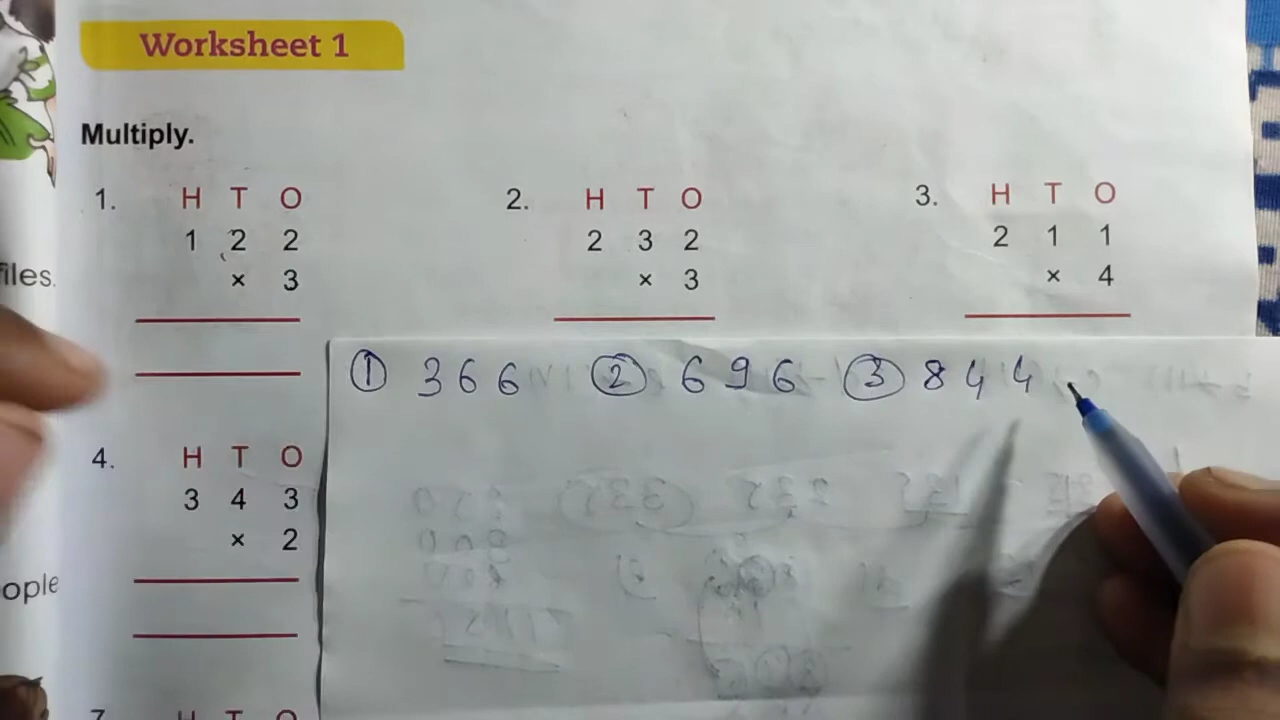 Worksheet 1
Multiply.
1. H T O
1 2 2
× 3
2. H T O
2 3 2
× 3
3. H T O
2 1 1
× 4
files.
① 366 ② 696 ③ 844
4. H T O
3 4 3
× 2
ople
7. H T O